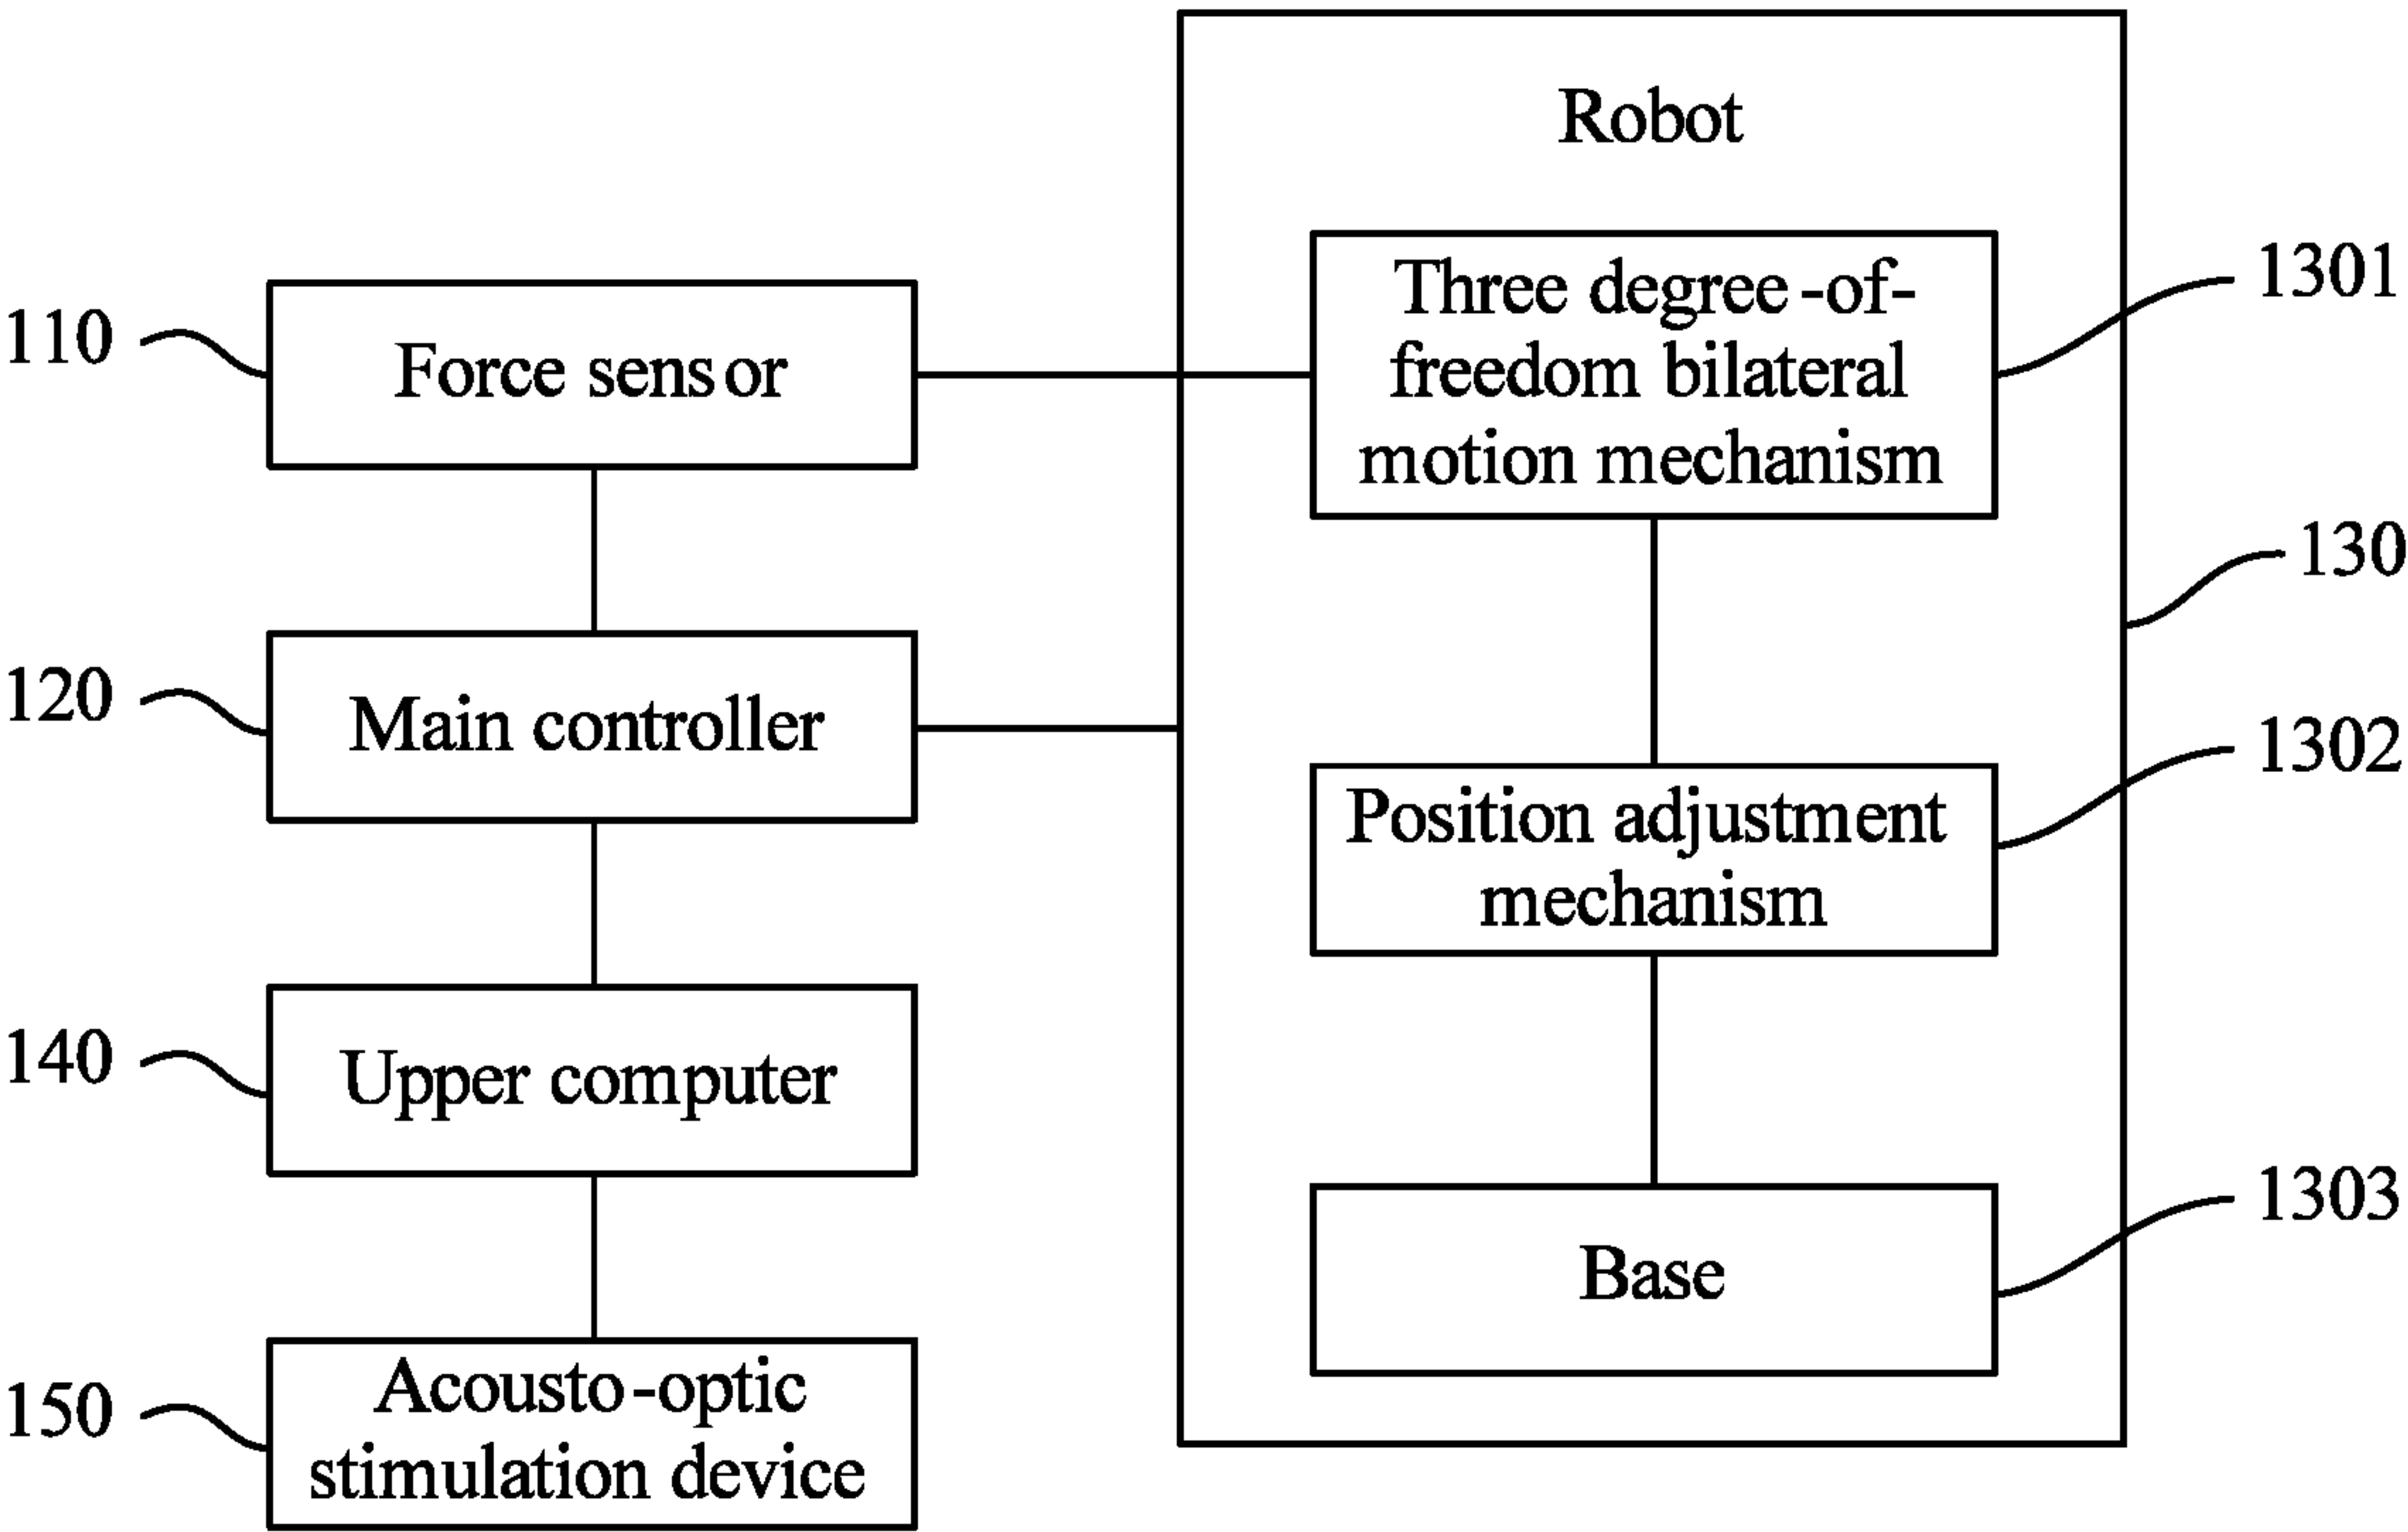 Robot
Three degree-of-
freedom bilateral
motion mechanism
1301
110
Force sensor
130
120
Main controller
1302
Position adjustment
mechanism
140
Upper computer
1303
Base
150
Acousto-optic
stimulation device